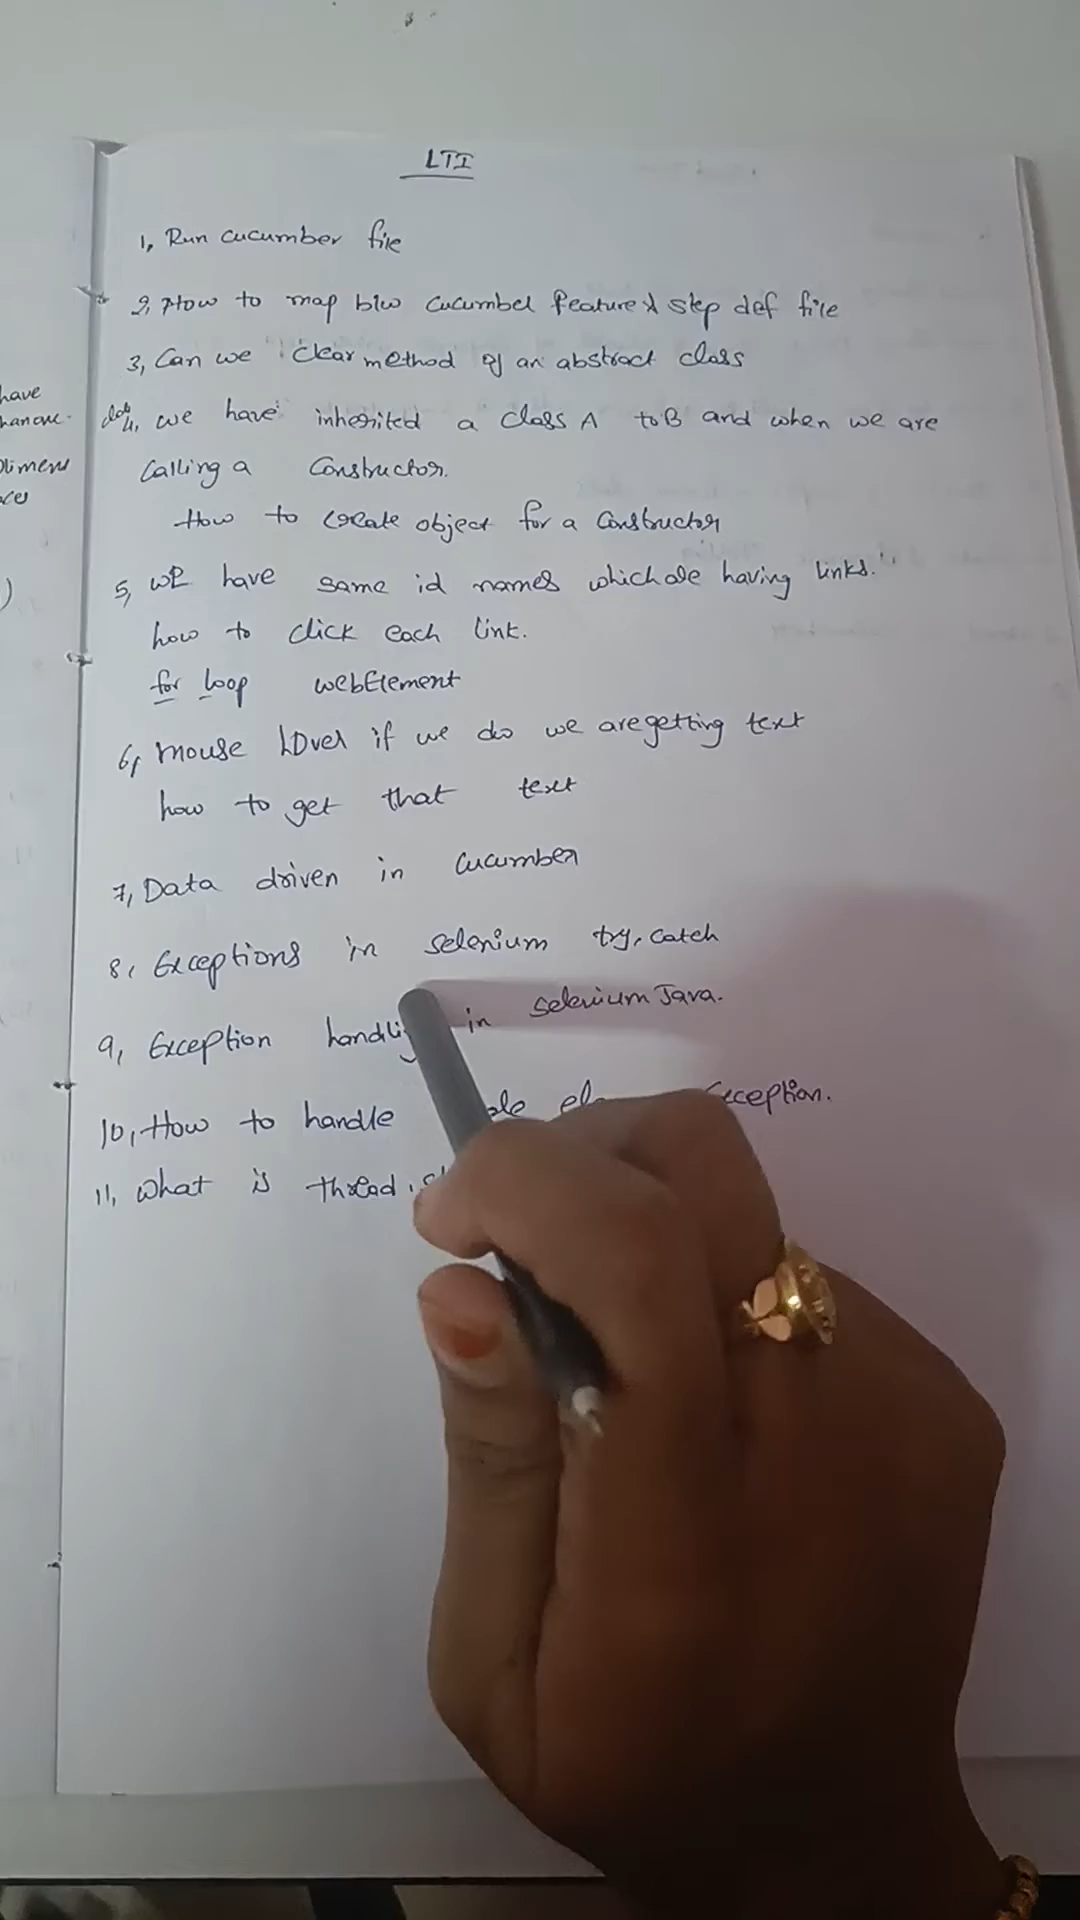 LTI
1, Run cucumber file
2, How to map b/w cucumber feature & step def file
3, Can we clear method of an abstract class
4, we have inherited a class A to B and when we are
calling a constructor.
How to create object for a constructor
5, we have same id names which are having links.
how to click each link.
for loop webElement
6, mouse hover if we do we are getting text
how to get that text
7, Data driven in cucumber
8, Exceptions in selenium try, catch
9, Exception handli in selenium Java.
10, How to handle
11, What is thread.
have